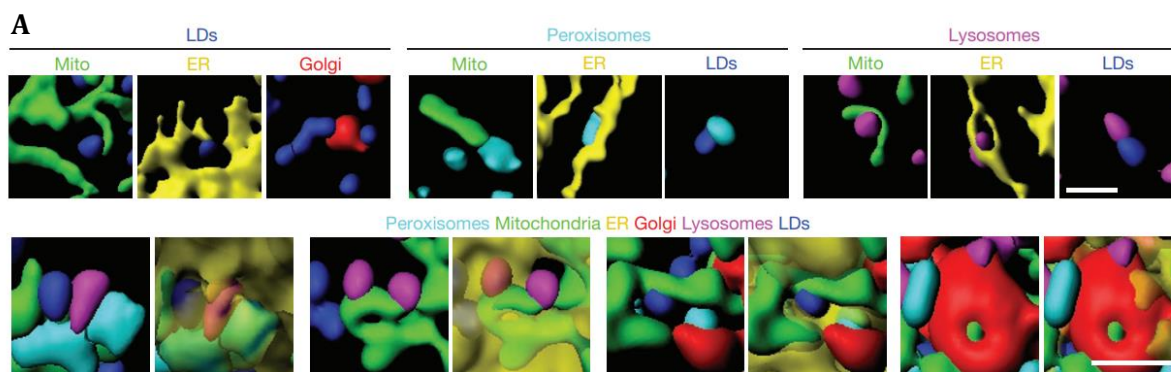 A
LDs Peroxisomes Lysosomes
Mito ER Golgi Mito ER LDs Mito ER LDs
Peroxisomes Mitochondria ER Golgi Lysosomes LDs